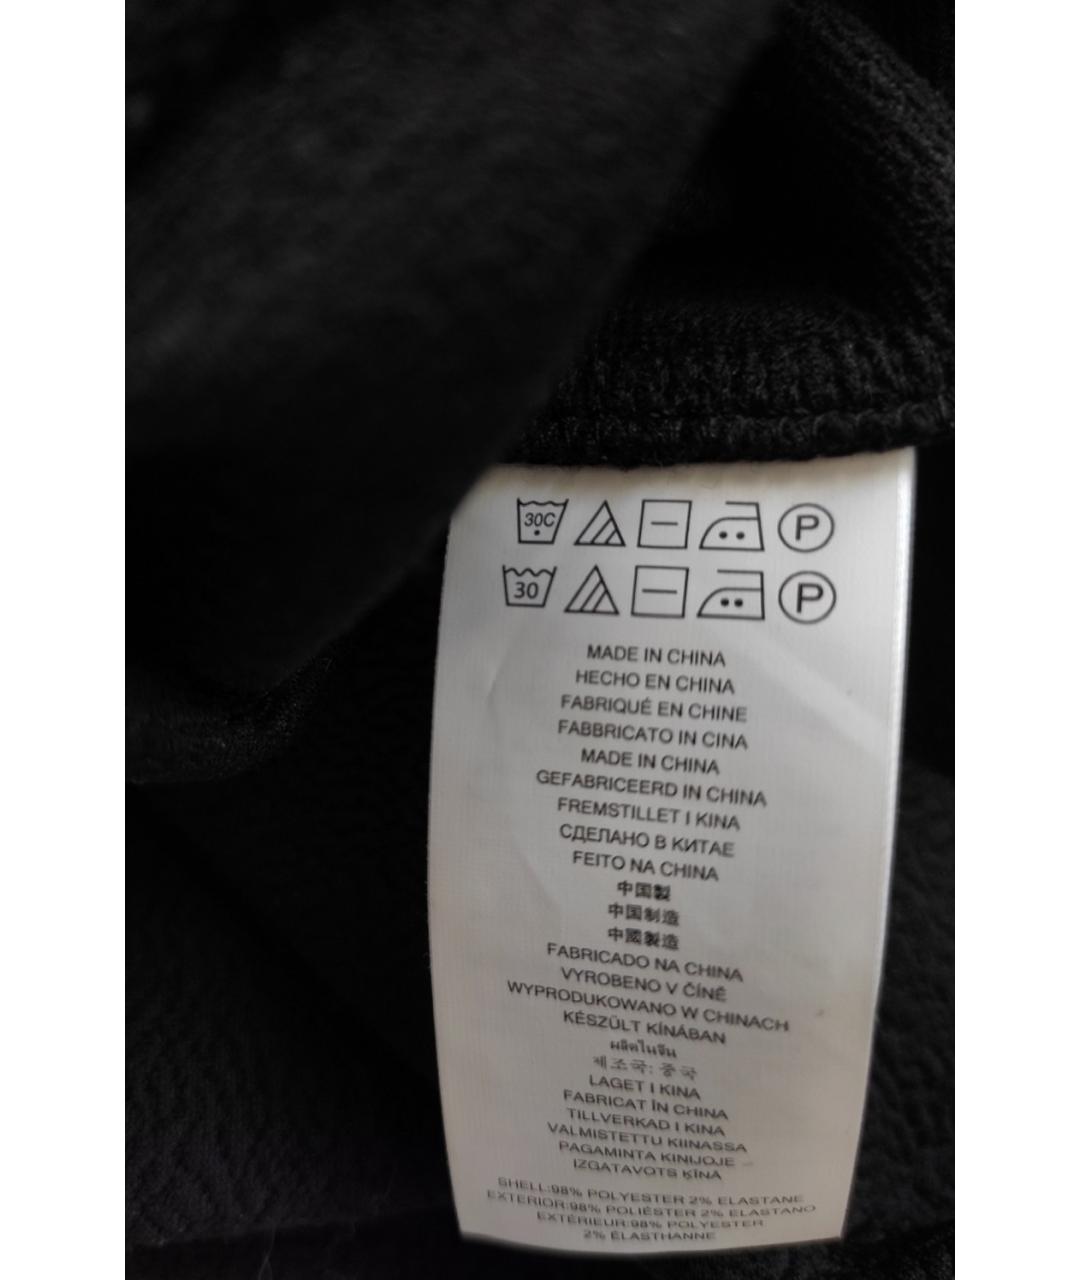 30C P
30 P
MADE IN CHINA
HECHO EN CHINA
FABRIQUÉ EN CHINE
FABBRICATO IN CINA
MADE IN CHINA
GEFABRICEERD IN CHINA
FREMSTILLET I KINA
СДЕЛАНО В КИТАЕ
FEITO NA CHINA
中国製
中国制造
中國製造
FABRICADO NA CHINA
VYROBENO V ČÍNĚ
WYPRODUKOWANO W CHINACH
KÉSZÜLT KÍNÁBAN
ผลิตในจีน
제조국: 중국
LAGET I KINA
FABRICAT ÎN CHINA
TILLVERKAD I KINA
VALMISTETTU KIINASSA
PAGAMINTA KINIJOJE
IZGATAVOTS ĶĪNĀ
SHELL:98% POLYESTER 2% ELASTANE
EXTERIOR:98% POLIÉSTER 2% ELASTANO
EXTÉRIEUR:98% POLYESTER
2% ÉLASTHANNE